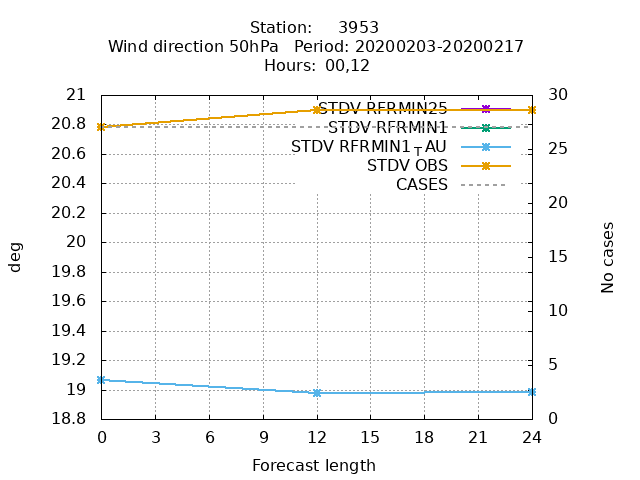 Station:     3953
Wind direction 50hPa   Period: 20200203-20200217
Hours: 00,12
21
20.8
20.6
20.4
20.2
20
19.8
19.6
19.4
19.2
19
18.8
deg
STDV RFRMIN25
STDV RFRMIN1
STDV RFRMIN1_TAU
STDV OBS
CASES
30
25
20
15
10
5
0
No cases
0 3 6 9 12 15 18 21 24
Forecast length